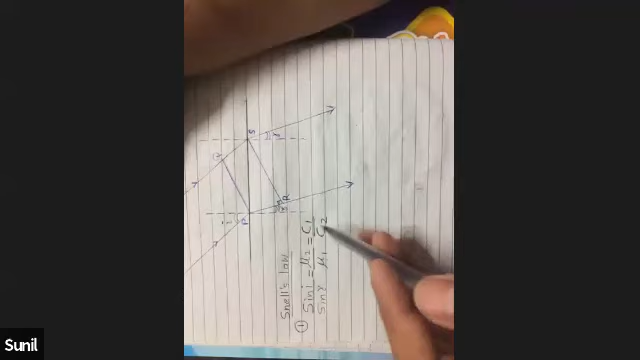 Snell's law
① Sin i = μ₂ = C₁
Sin r μ₁ C₂
Q
S
P
R
i
r
Sunil